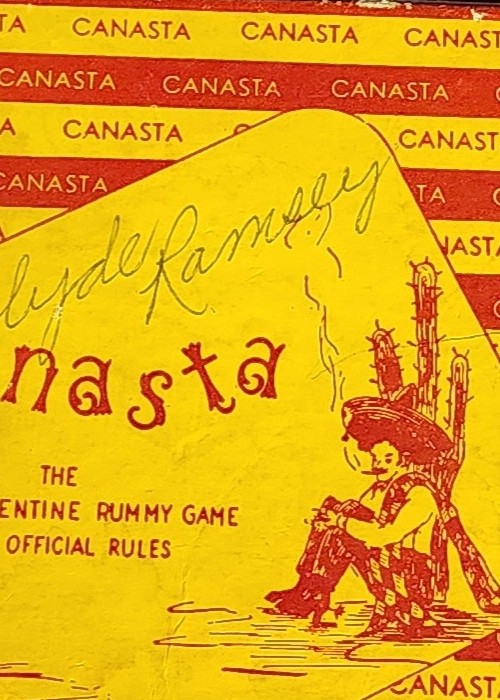 TA CANASTA CANASTA CANAST
CANASTA CANASTA CANASTA C
A CANASTA C CANAST
CANASTA TA C
NASTA
lyde Ramsey
nasta
THE
ENTINE RUMMY GAME
OFFICIAL RULES
CANASTA